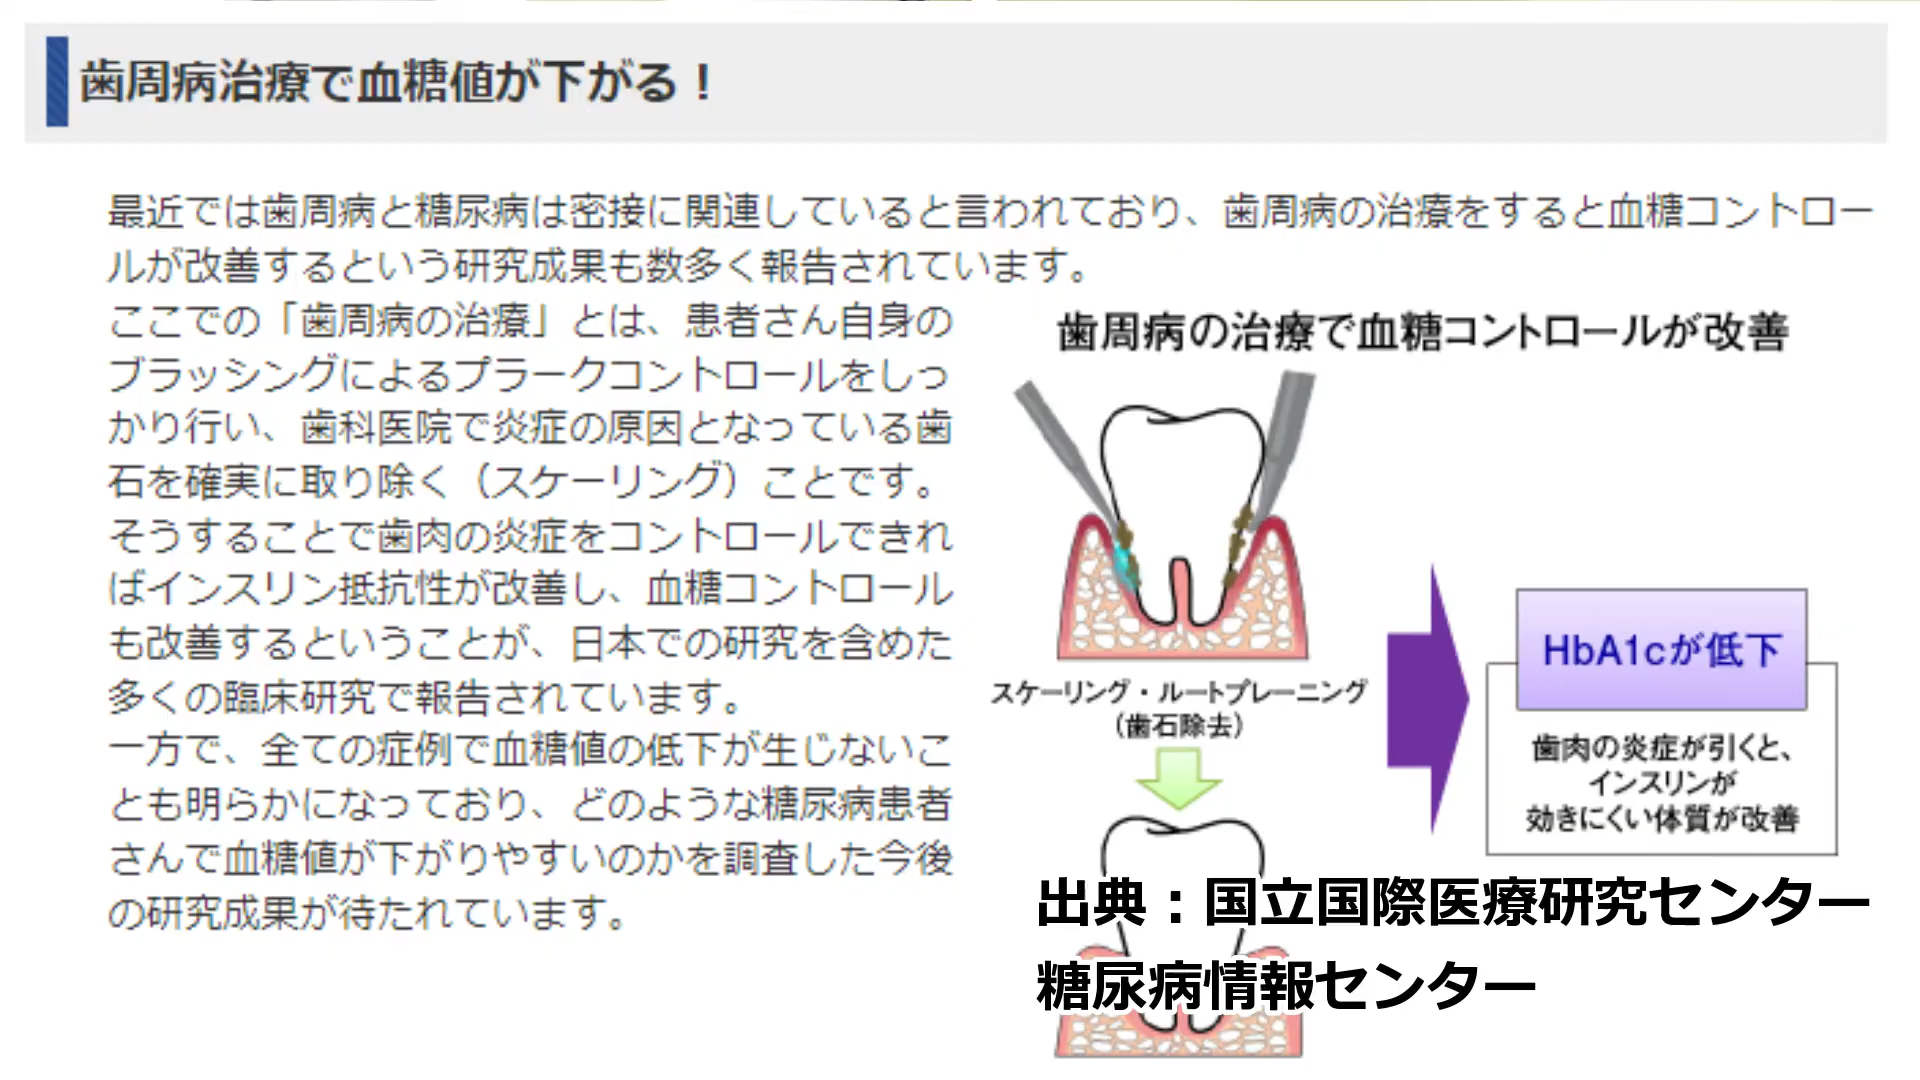 歯周病治療で血糖値が下がる！
最近では歯周病と糖尿病は密接に関連していると言われており、歯周病の治療をすると血糖コントロー
ルが改善するという研究成果も数多く報告されています。
ここでの「歯周病の治療」とは、患者さん自身の
ブラッシングによるプラークコントロールをしっ
かり行い、歯科医院で炎症の原因となっている歯
石を確実に取り除く（スケーリング）ことです。
そうすることで歯肉の炎症をコントロールできれ
ばインスリン抵抗性が改善し、血糖コントロール
も改善するということが、日本での研究を含めた
多くの臨床研究で報告されています。
一方で、全ての症例で血糖値の低下が生じないこ
とも明らかになっており、どのような糖尿病患者
さんで血糖値が下がりやすいのかを調査した今後
の研究成果が待たれています。
歯周病の治療で血糖コントロールが改善
スケーリング・ルートプレーニング
（歯石除去）
HbA1cが低下
歯肉の炎症が引くと、
インスリンが
効きにくい体質が改善
出典：国立国際医療研究センター
糖尿病情報センター